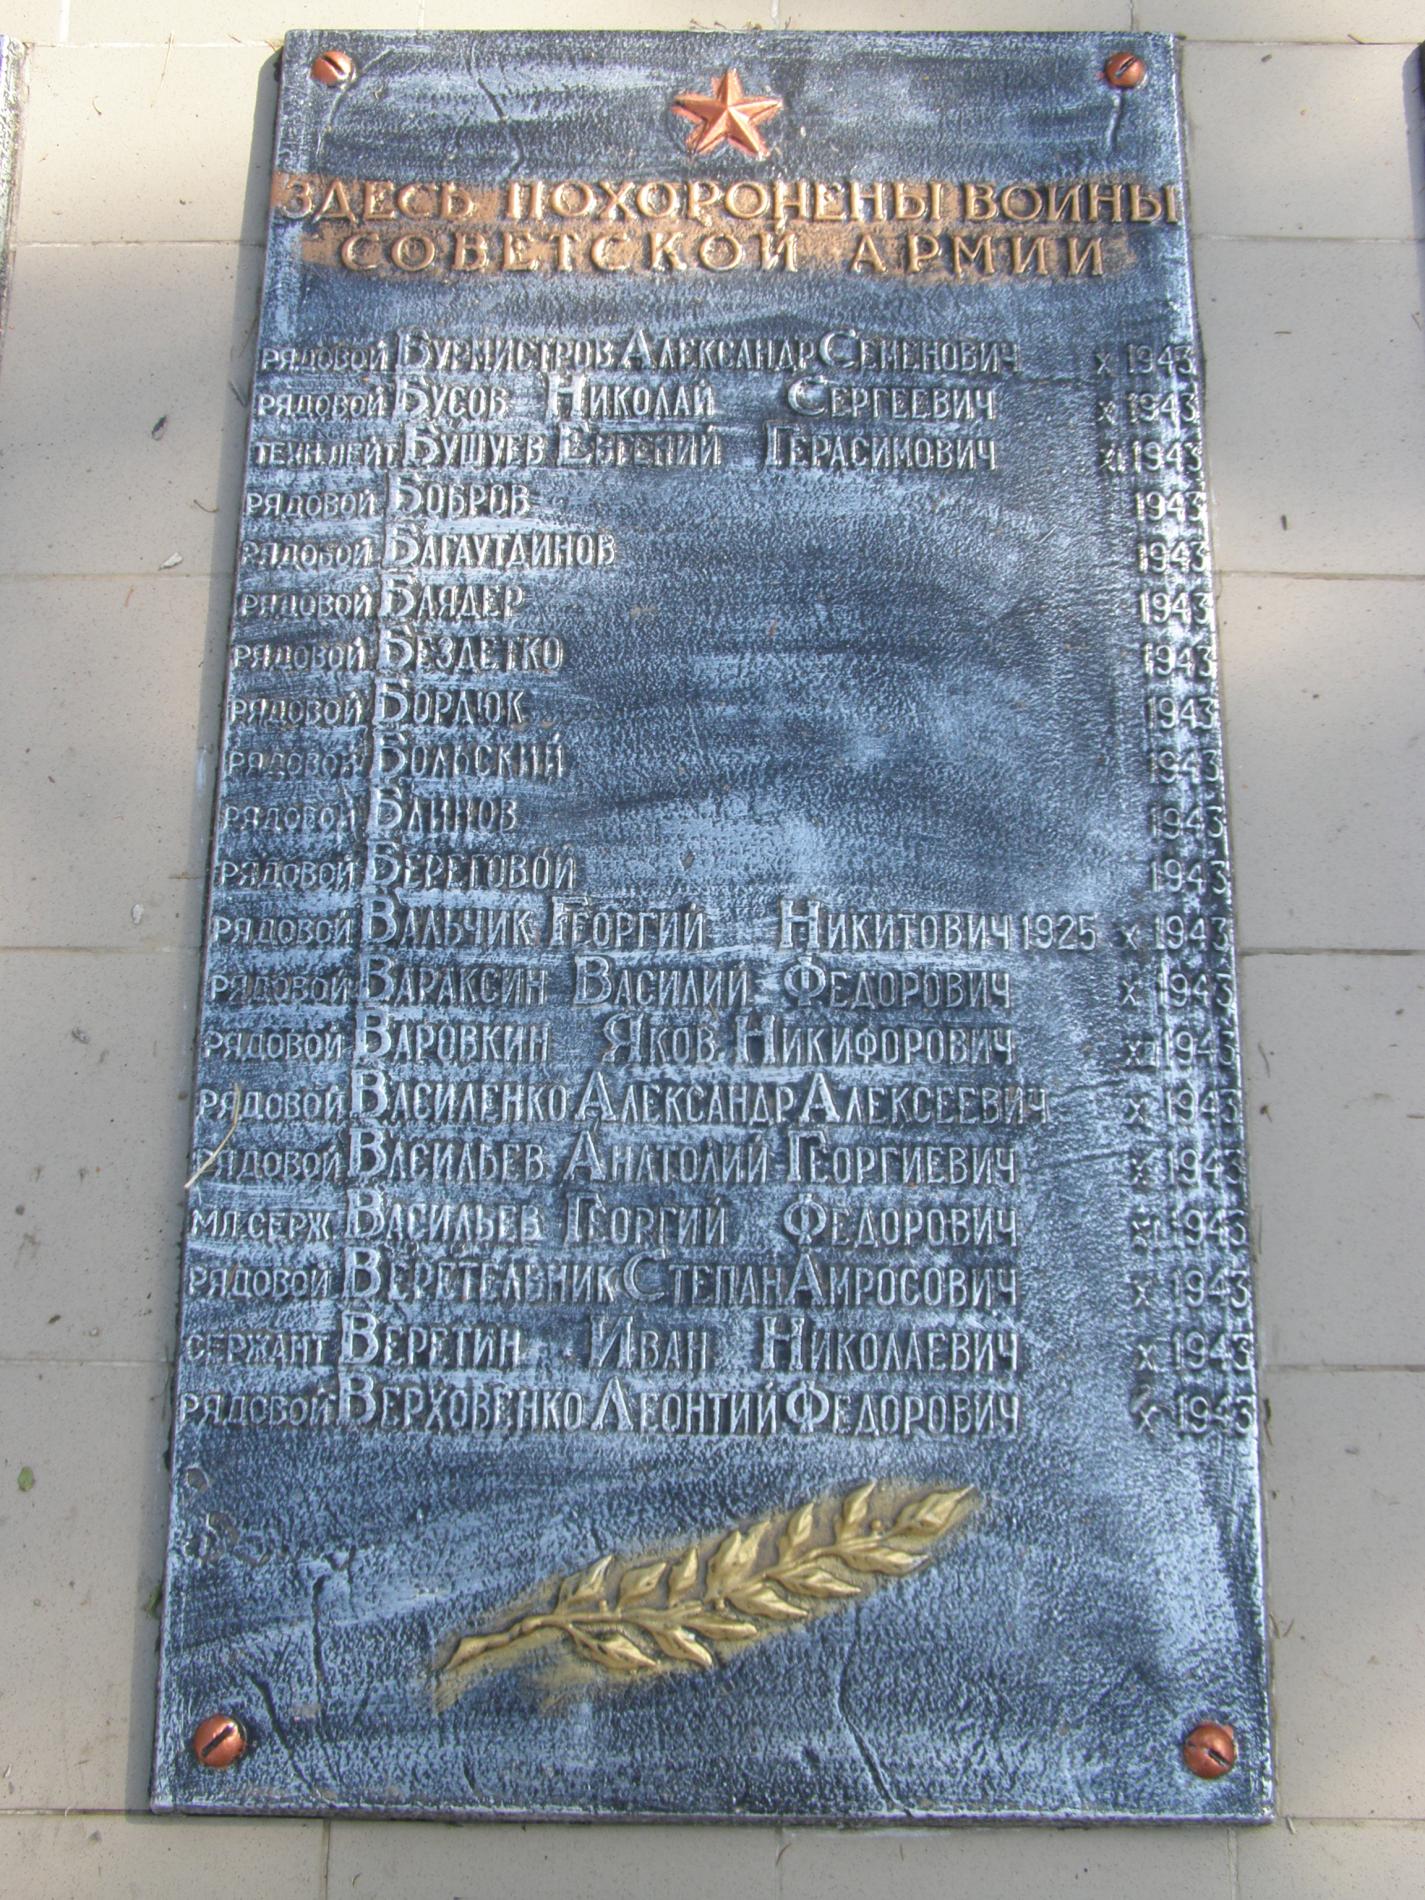 ЗДЕСЬ ПОХОРОНЕНЫ ВОИНЫ
СОВЕТСКОЙ АРМИИ
РЯДОВОЙ БУРМИСТРОВ АЛЕКСАНДР СЕМЕНОВИЧ X 1943
РЯДОВОЙ БУСОВ НИКОЛАЙ СЕРГЕЕВИЧ X 1943
ТЕХН.ЛЕЙТ БУШУЕВ ЕВГЕНИЙ ГЕРАСИМОВИЧ X 1943
РЯДОВОЙ БОБРОВ 1943
РЯДОВОЙ БАГАУТДИНОВ 1943
РЯДОВОЙ БАЯДЕР 1943
РЯДОВОЙ БЕЗДЕТКО 1943
РЯДОВОЙ БОРДЮК 1943
РЯДОВОЙ БОЛЬСКИЙ 1943
РЯДОВОЙ БЛИНОВ 1943
РЯДОВОЙ БЕРЕГОВОЙ 1943
РЯДОВОЙ ВАЛЬЧИК ГЕОРГИЙ НИКИТОВИЧ 1925 X 1943
РЯДОВОЙ ВАРАКСИН ВАСИЛИЙ ФЕДОРОВИЧ X 1943
РЯДОВОЙ ВАРОВКИН ЯКОВ НИКИФОРОВИЧ X 1943
РЯДОВОЙ ВАСИЛЕНКО АЛЕКСАНДР АЛЕКСЕЕВИЧ X 1943
РЯДОВОЙ ВАСИЛЬЕВ АНАТОЛИЙ ГЕОРГИЕВИЧ X 1943
МЛ.СЕРЖ ВАСИЛЬЕВ ГЕОРГИЙ ФЕДОРОВИЧ X 1943
РЯДОВОЙ ВЕРЕТЕЛЬНИК СТЕПАН АМРОСОВИЧ X 1943
СЕРЖАНТ ВЕРЕТИН ИВАН НИКОЛАЕВИЧ X 1943
РЯДОВОЙ ВЕРХОВЕНКО ЛЕОНТИЙ ФЕДОРОВИЧ X 1943